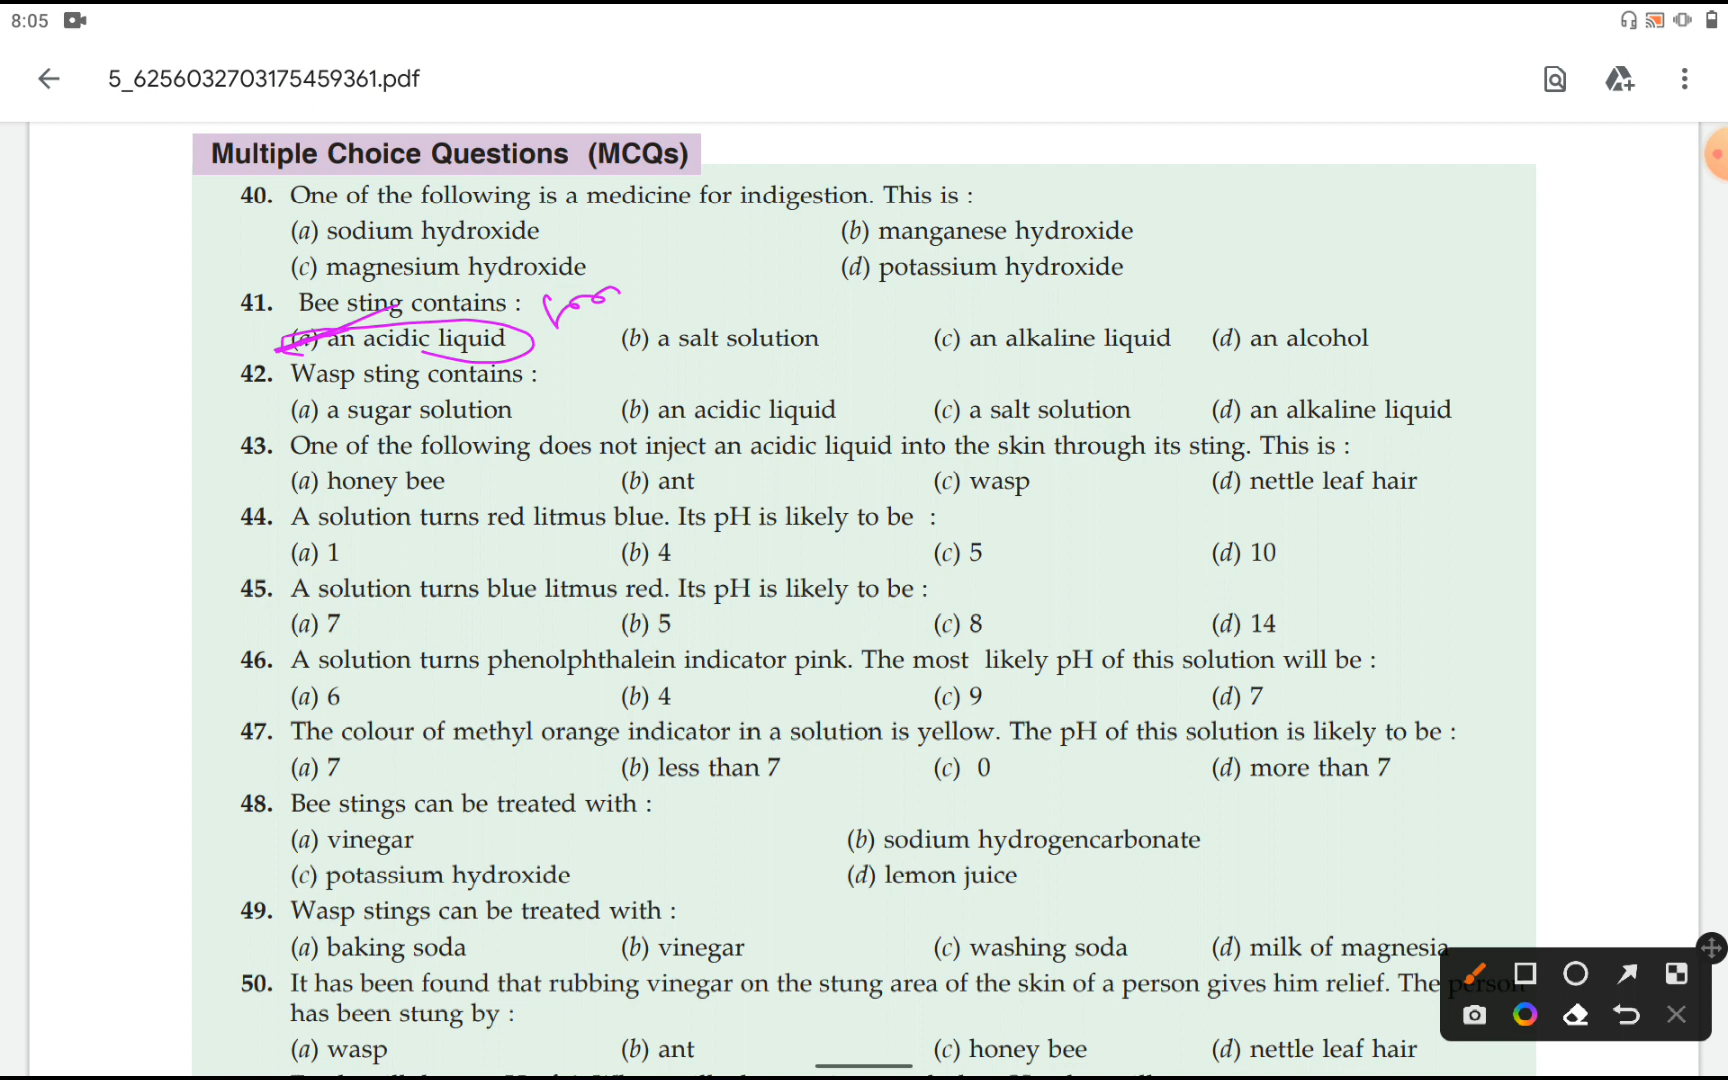 8:05
5_6256032703175459361.pdf
Multiple Choice Questions (MCQs)
40. One of the following is a medicine for indigestion. This is :
(a) sodium hydroxide (b) manganese hydroxide
(c) magnesium hydroxide (d) potassium hydroxide
41. Bee sting contains :
(a) an acidic liquid (b) a salt solution (c) an alkaline liquid (d) an alcohol
42. Wasp sting contains :
(a) a sugar solution (b) an acidic liquid (c) a salt solution (d) an alkaline liquid
43. One of the following does not inject an acidic liquid into the skin through its sting. This is :
(a) honey bee (b) ant (c) wasp (d) nettle leaf hair
44. A solution turns red litmus blue. Its pH is likely to be :
(a) 1 (b) 4 (c) 5 (d) 10
45. A solution turns blue litmus red. Its pH is likely to be :
(a) 7 (b) 5 (c) 8 (d) 14
46. A solution turns phenolphthalein indicator pink. The most likely pH of this solution will be :
(a) 6 (b) 4 (c) 9 (d) 7
47. The colour of methyl orange indicator in a solution is yellow. The pH of this solution is likely to be :
(a) 7 (b) less than 7 (c) 0 (d) more than 7
48. Bee stings can be treated with :
(a) vinegar (b) sodium hydrogencarbonate
(c) potassium hydroxide (d) lemon juice
49. Wasp stings can be treated with :
(a) baking soda (b) vinegar (c) washing soda (d) milk of magnesia
50. It has been found that rubbing vinegar on the stung area of the skin of a person gives him relief. The person
has been stung by :
(a) wasp (b) ant (c) honey bee (d) nettle leaf hair